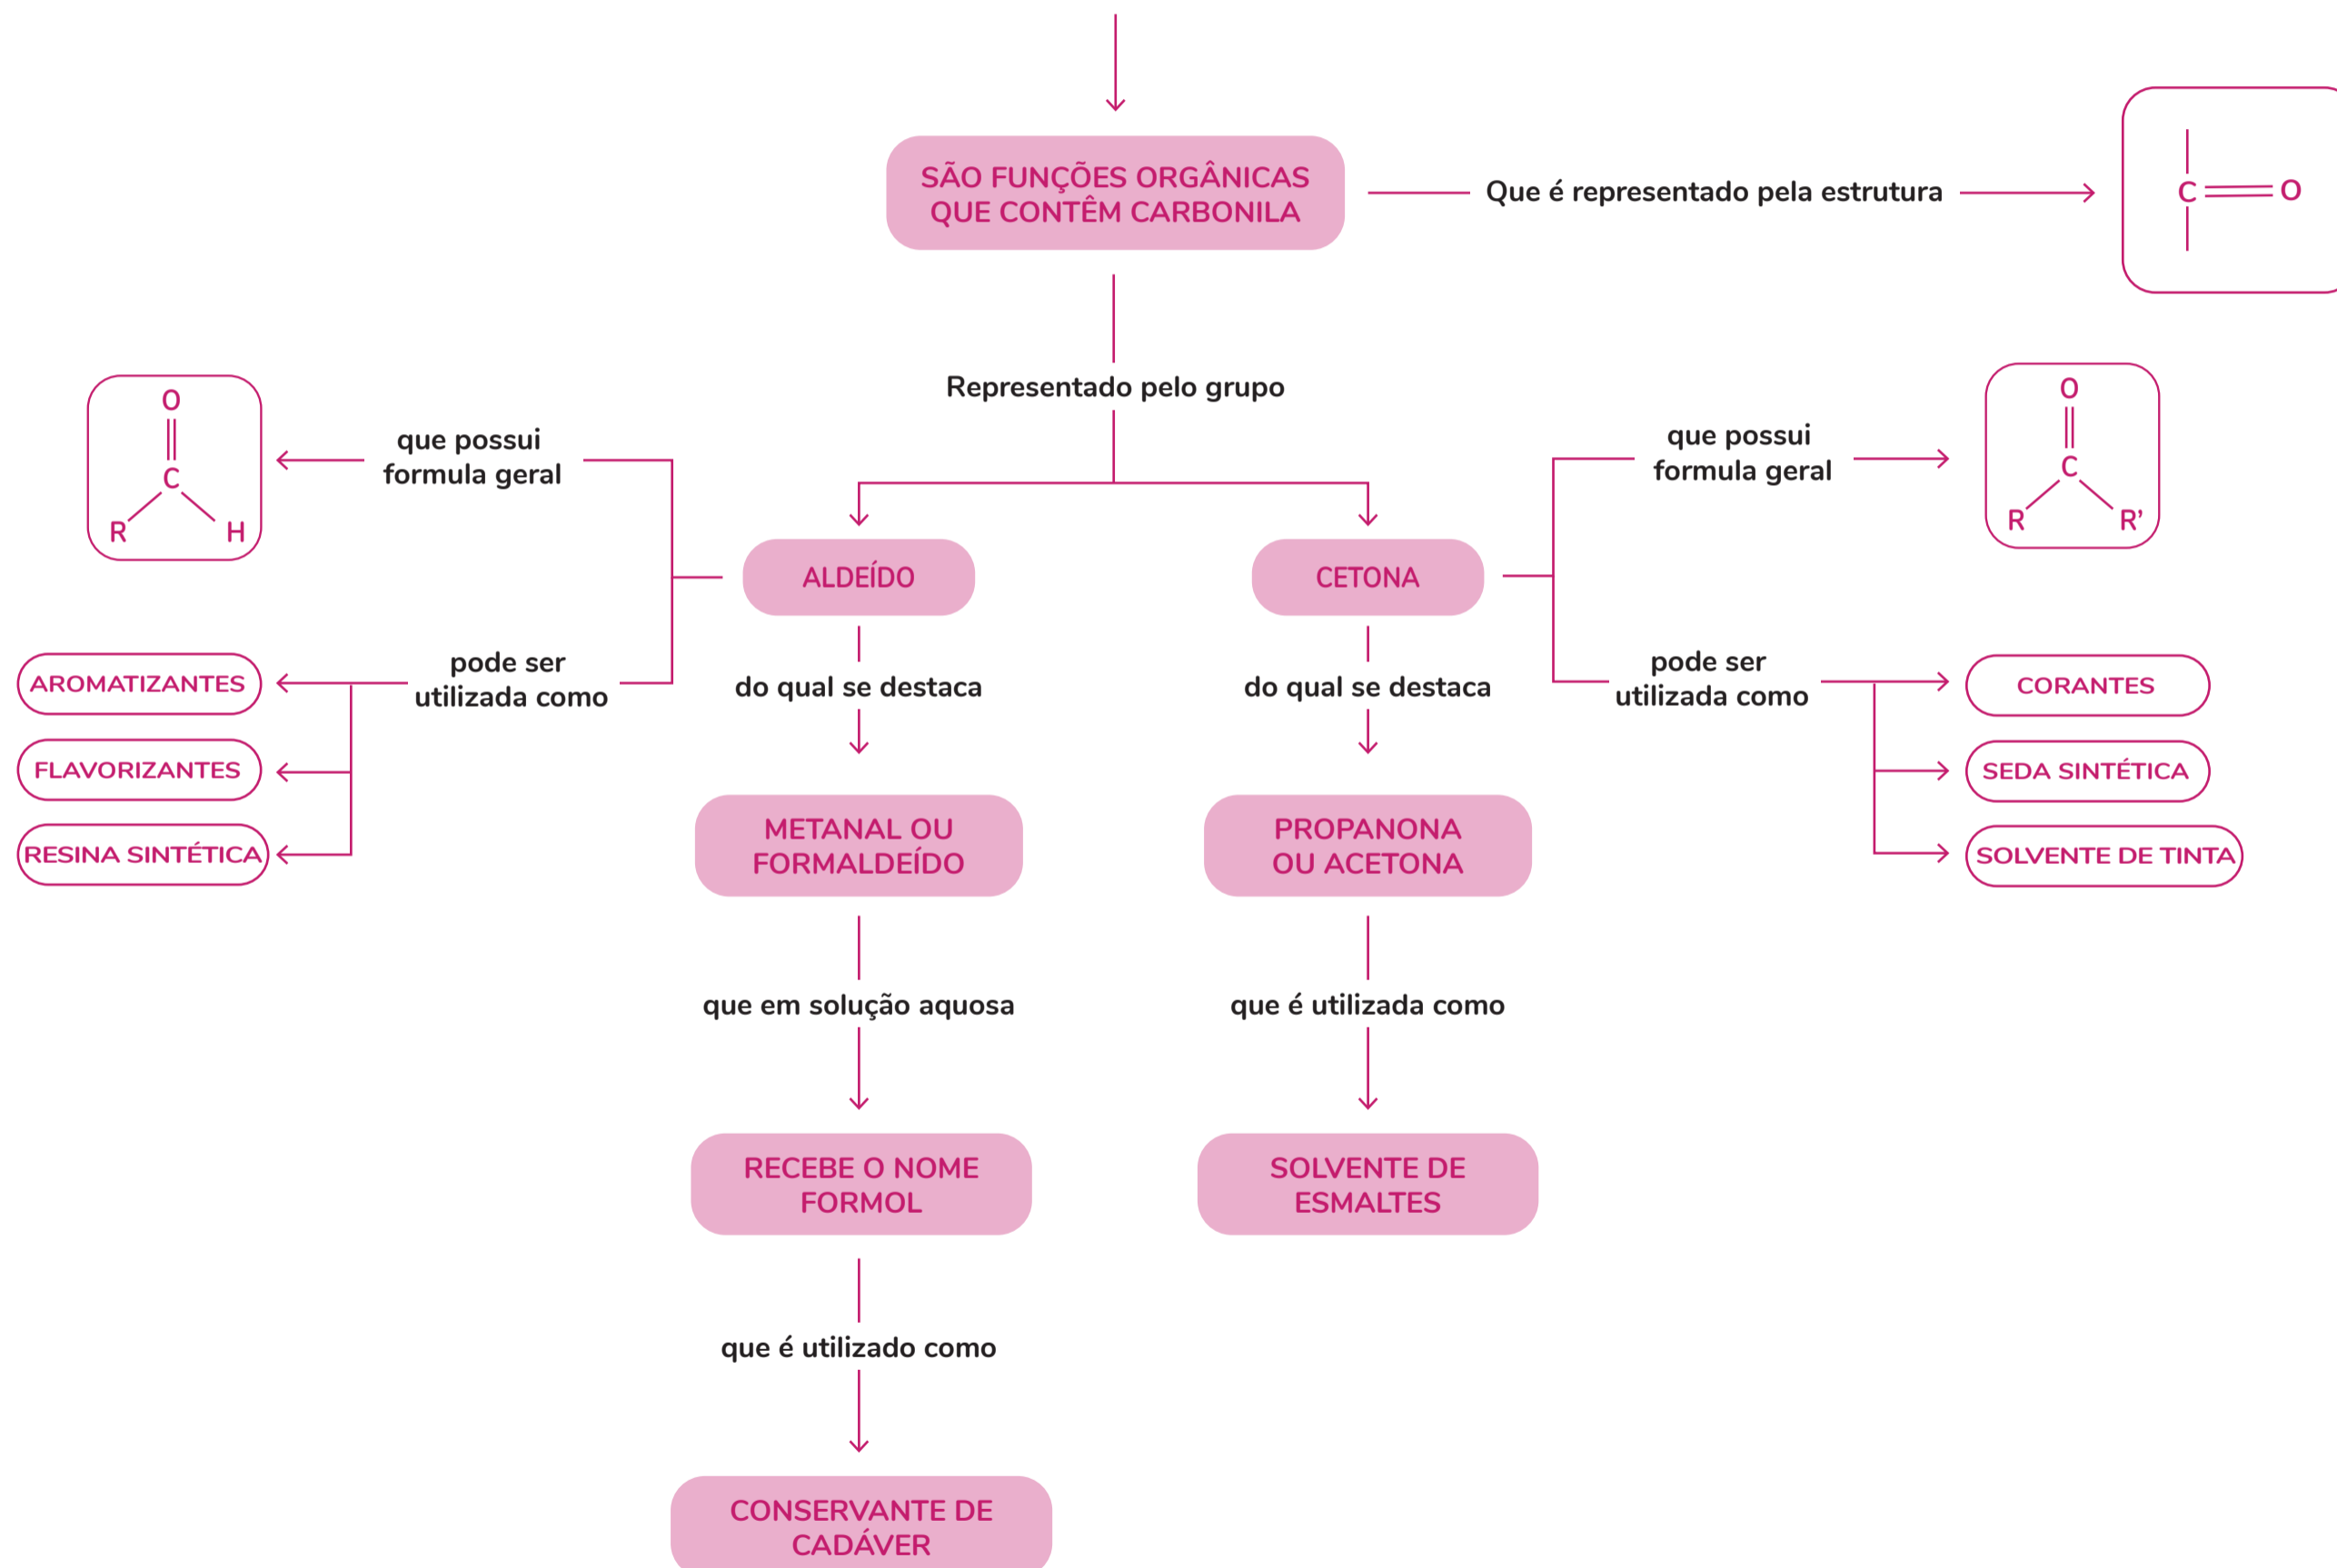 SÃO FUNÇÕES ORGÂNICAS
QUE CONTÊM CARBONILA
Que é representado pela estrutura
C
O
Representado pelo grupo
O
C
R
H
que possui
formula geral
que possui
formula geral
O
C
R
R’
ALDEÍDO
CETONA
AROMATIZANTES
FLAVORIZANTES
RESINA SINTÉTICA
pode ser
utilizada como
do qual se destaca
do qual se destaca
pode ser
utilizada como
CORANTES
SEDA SINTÉTICA
SOLVENTE DE TINTA
METANAL OU
FORMALDEÍDO
PROPANONA
OU ACETONA
que em solução aquosa
que é utilizada como
RECEBE O NOME
FORMOL
SOLVENTE DE
ESMALTES
que é utilizado como
CONSERVANTE DE
CADÁVER